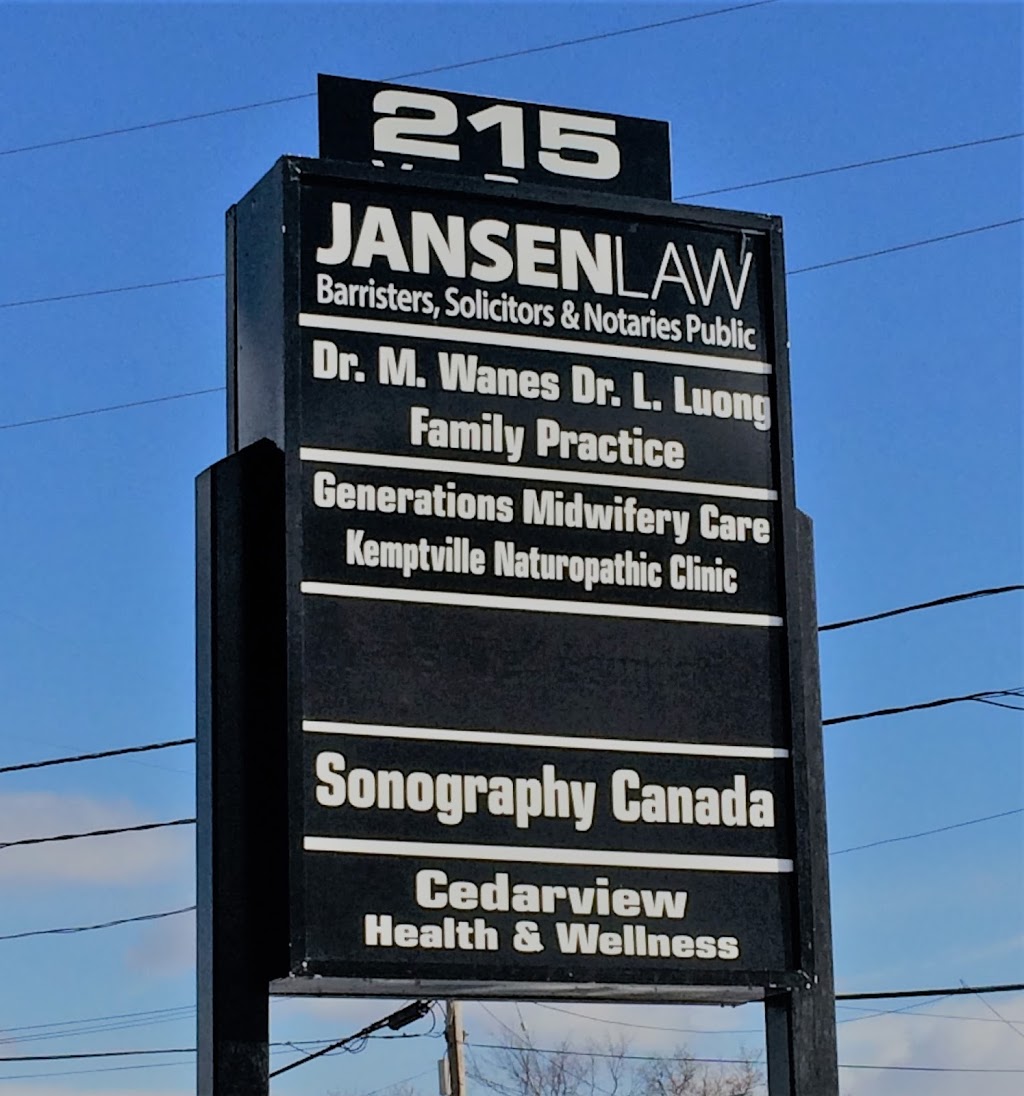 215
JANSENLAW
Barristers, Solicitors & Notaries Public
Dr. M. Wanes Dr. L. Luong
Family Practice
Generations Midwifery Care
Kemptville Naturopathic Clinic
Sonography Canada
Cedarview
Health & Wellness